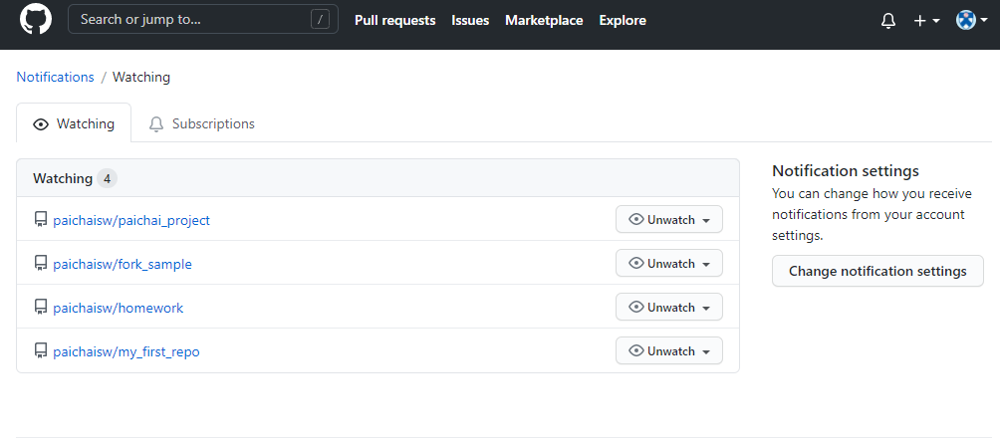 Search or jump to... /
Pull requests Issues Marketplace Explore
Notifications / Watching
Watching Subscriptions
Watching 4
paichaisw/paichai_project Unwatch
paichaisw/fork_sample Unwatch
paichaisw/homework Unwatch
paichaisw/my_first_repo Unwatch
Notification settings
You can change how you receive
notifications from your account
settings.
Change notification settings